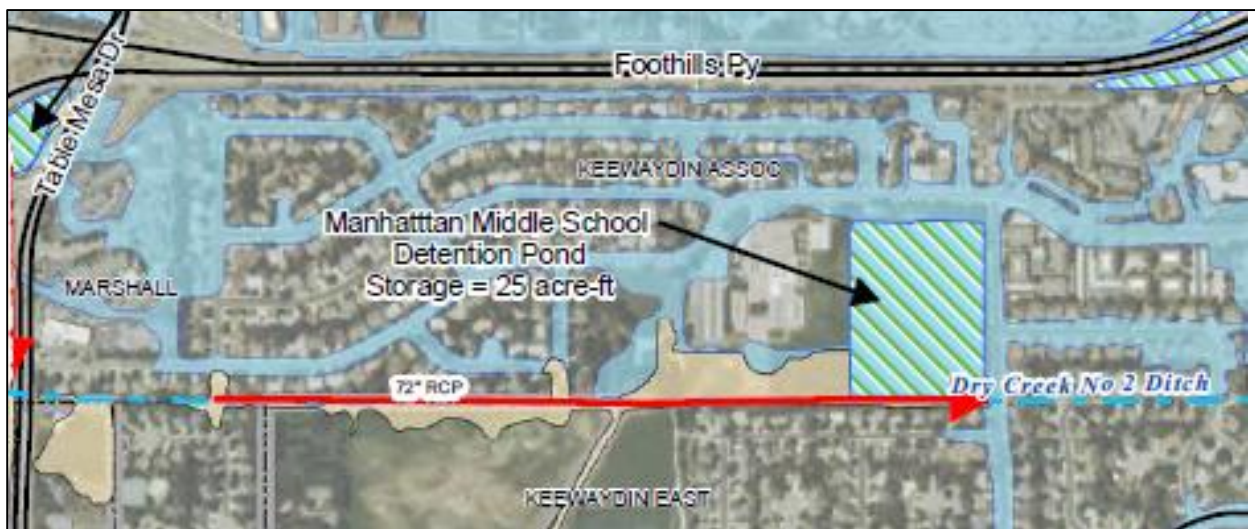 Foothills Py
Table Mesa Dr
KEEWAYDIN ASSOC
Manhatttan Middle School
Detention Pond
Storage = 25 acre-ft
MARSHALL
72" RCP
Dry Creek No 2 Ditch
KEEWAYDIN EAST